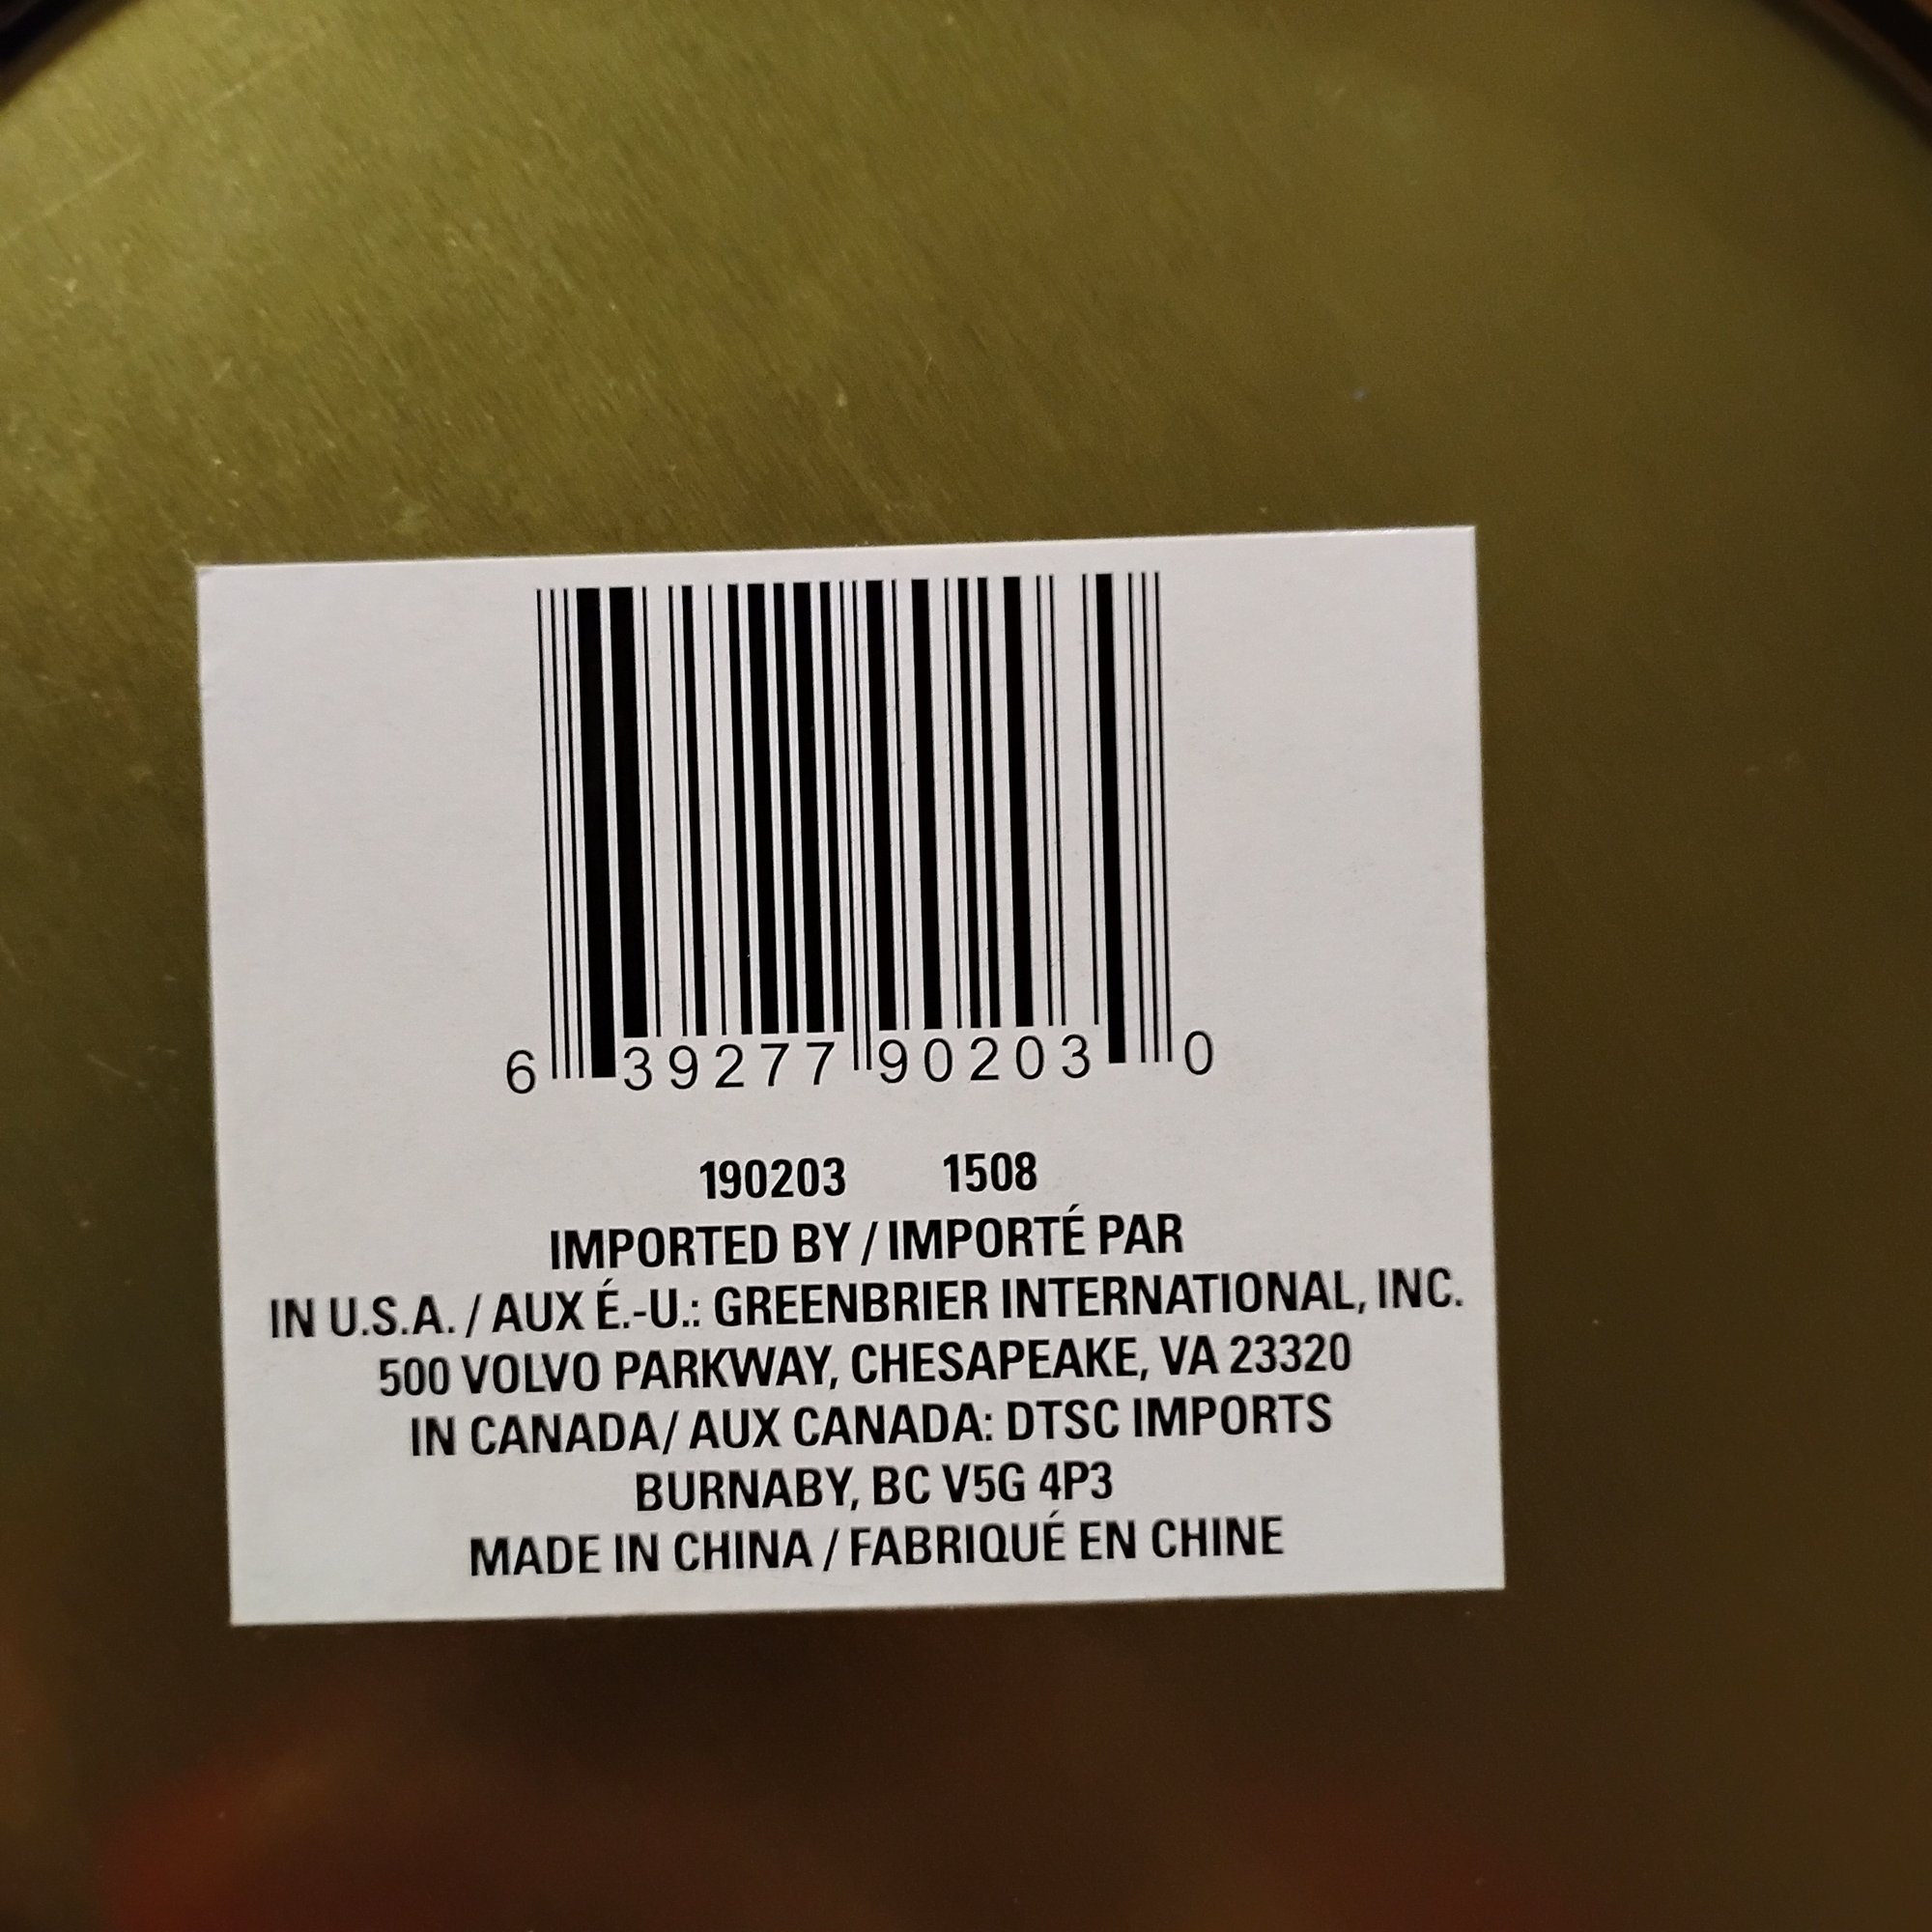 6 39277 90203 0
190203 1508
IMPORTED BY / IMPORTÉ PAR
IN U.S.A. / AUX É.-U.: GREENBRIER INTERNATIONAL, INC.
500 VOLVO PARKWAY, CHESAPEAKE, VA 23320
IN CANADA/ AUX CANADA: DTSC IMPORTS
BURNABY, BC V5G 4P3
MADE IN CHINA / FABRIQUÉ EN CHINE